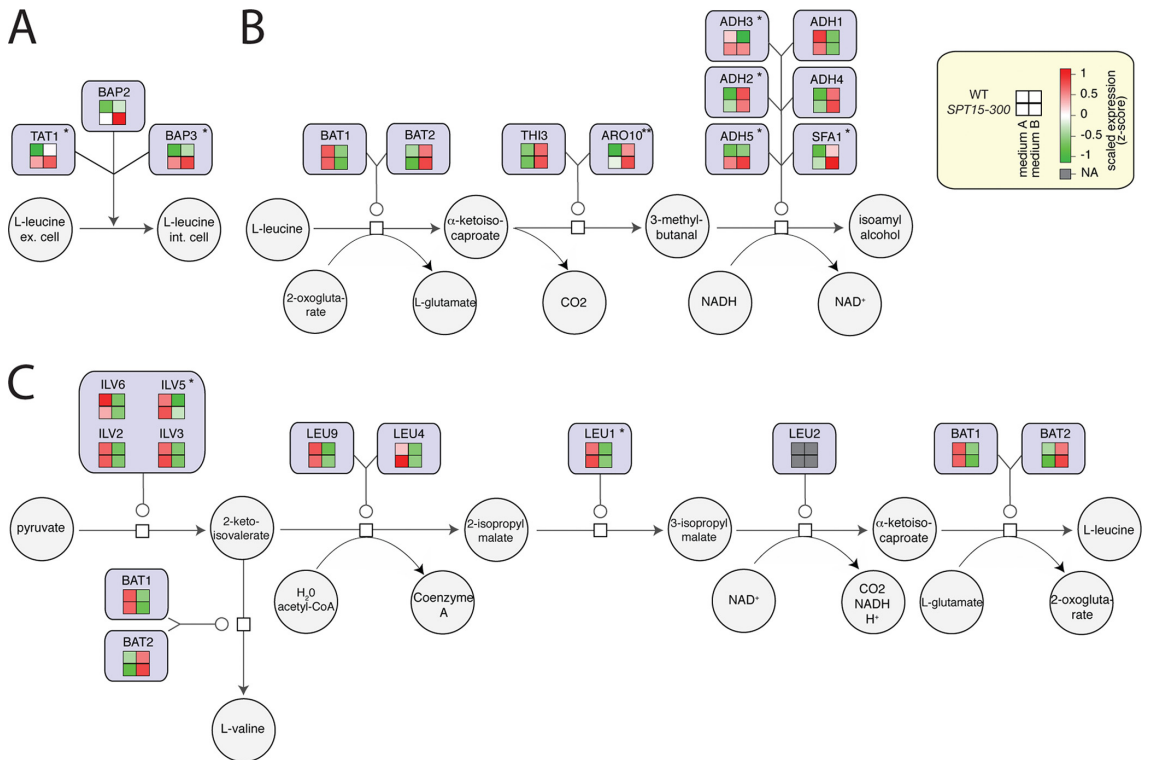 A
BAP2
TAT1 *
BAP3 *
L-leucine
ex. cell
L-leucine
int. cell
B
ADH3 *
ADH1
ADH2 *
ADH4
BAT1
BAT2
THI3
ARO10**
ADH5 *
SFA1 *
L-leucine
α-ketoiso-
caproate
3-methyl-
butanal
isoamyl
alcohol
2-oxogluta-
rate
L-glutamate
CO2
NADH
NAD⁺
WT
SPT15-300
medium A
medium B
1
0.5
0
-0.5
-1
NA
scaled expression
(z-score)
C
ILV6
ILV5 *
ILV2
ILV3
LEU9
LEU4
LEU1 *
LEU2
BAT1
BAT2
pyruvate
2-keto-
isovalerate
2-isopropyl
malate
3-isopropyl
malate
α-ketoiso-
caproate
L-leucine
BAT1
BAT2
H₂0
acetyl-CoA
Coenzyme
A
NAD⁺
CO2
NADH
H⁺
L-glutamate
2-oxogluta-
rate
L-valine